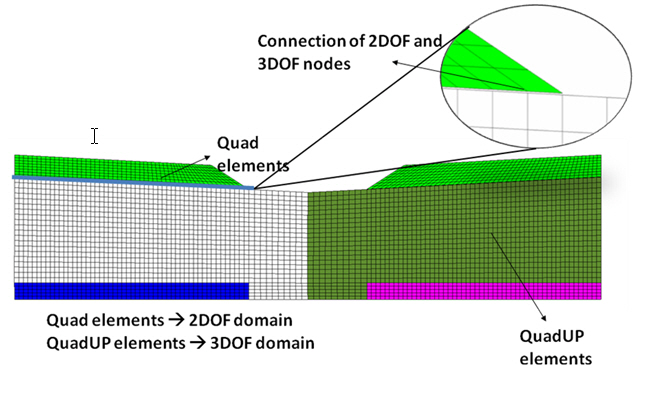 Connection of 2DOF and
3DOF nodes
Quad
elements
Quad elements → 2DOF domain
QuadUP elements → 3DOF domain
QuadUP
elements